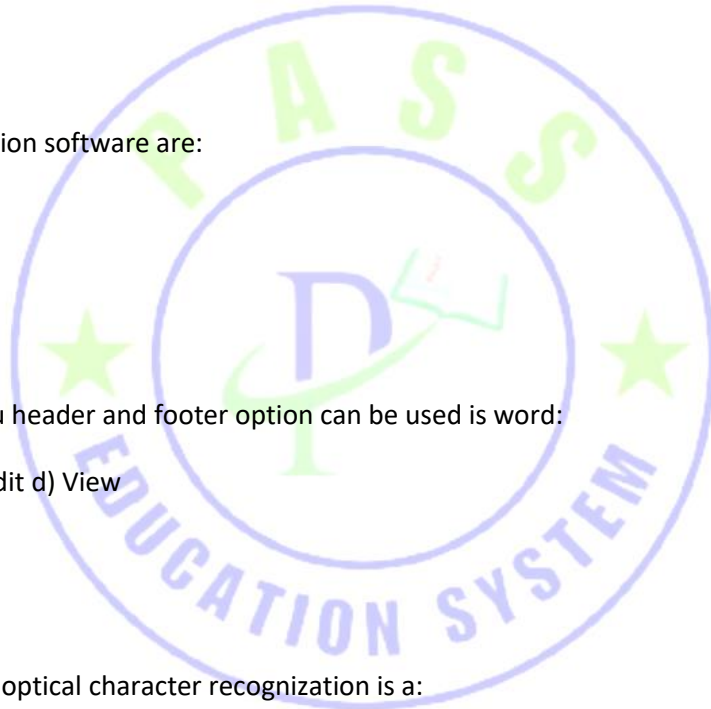 PASS
ion software are:
u header and footer option can be used is word:
dit d) View
EDUCATION SYSTEM
optical character recognization is a: